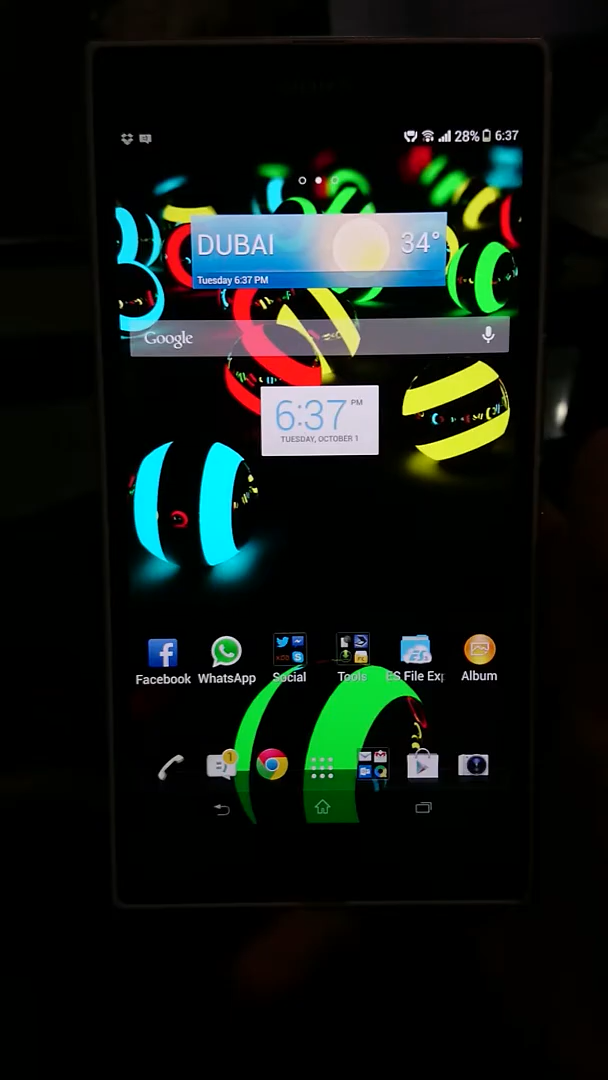 28% 6:37
DUBAI 34°
Tuesday 6:37 PM
Google
6:37 PM
TUESDAY, OCTOBER 1
Facebook WhatsApp Social Tools ES File Exp Album
1